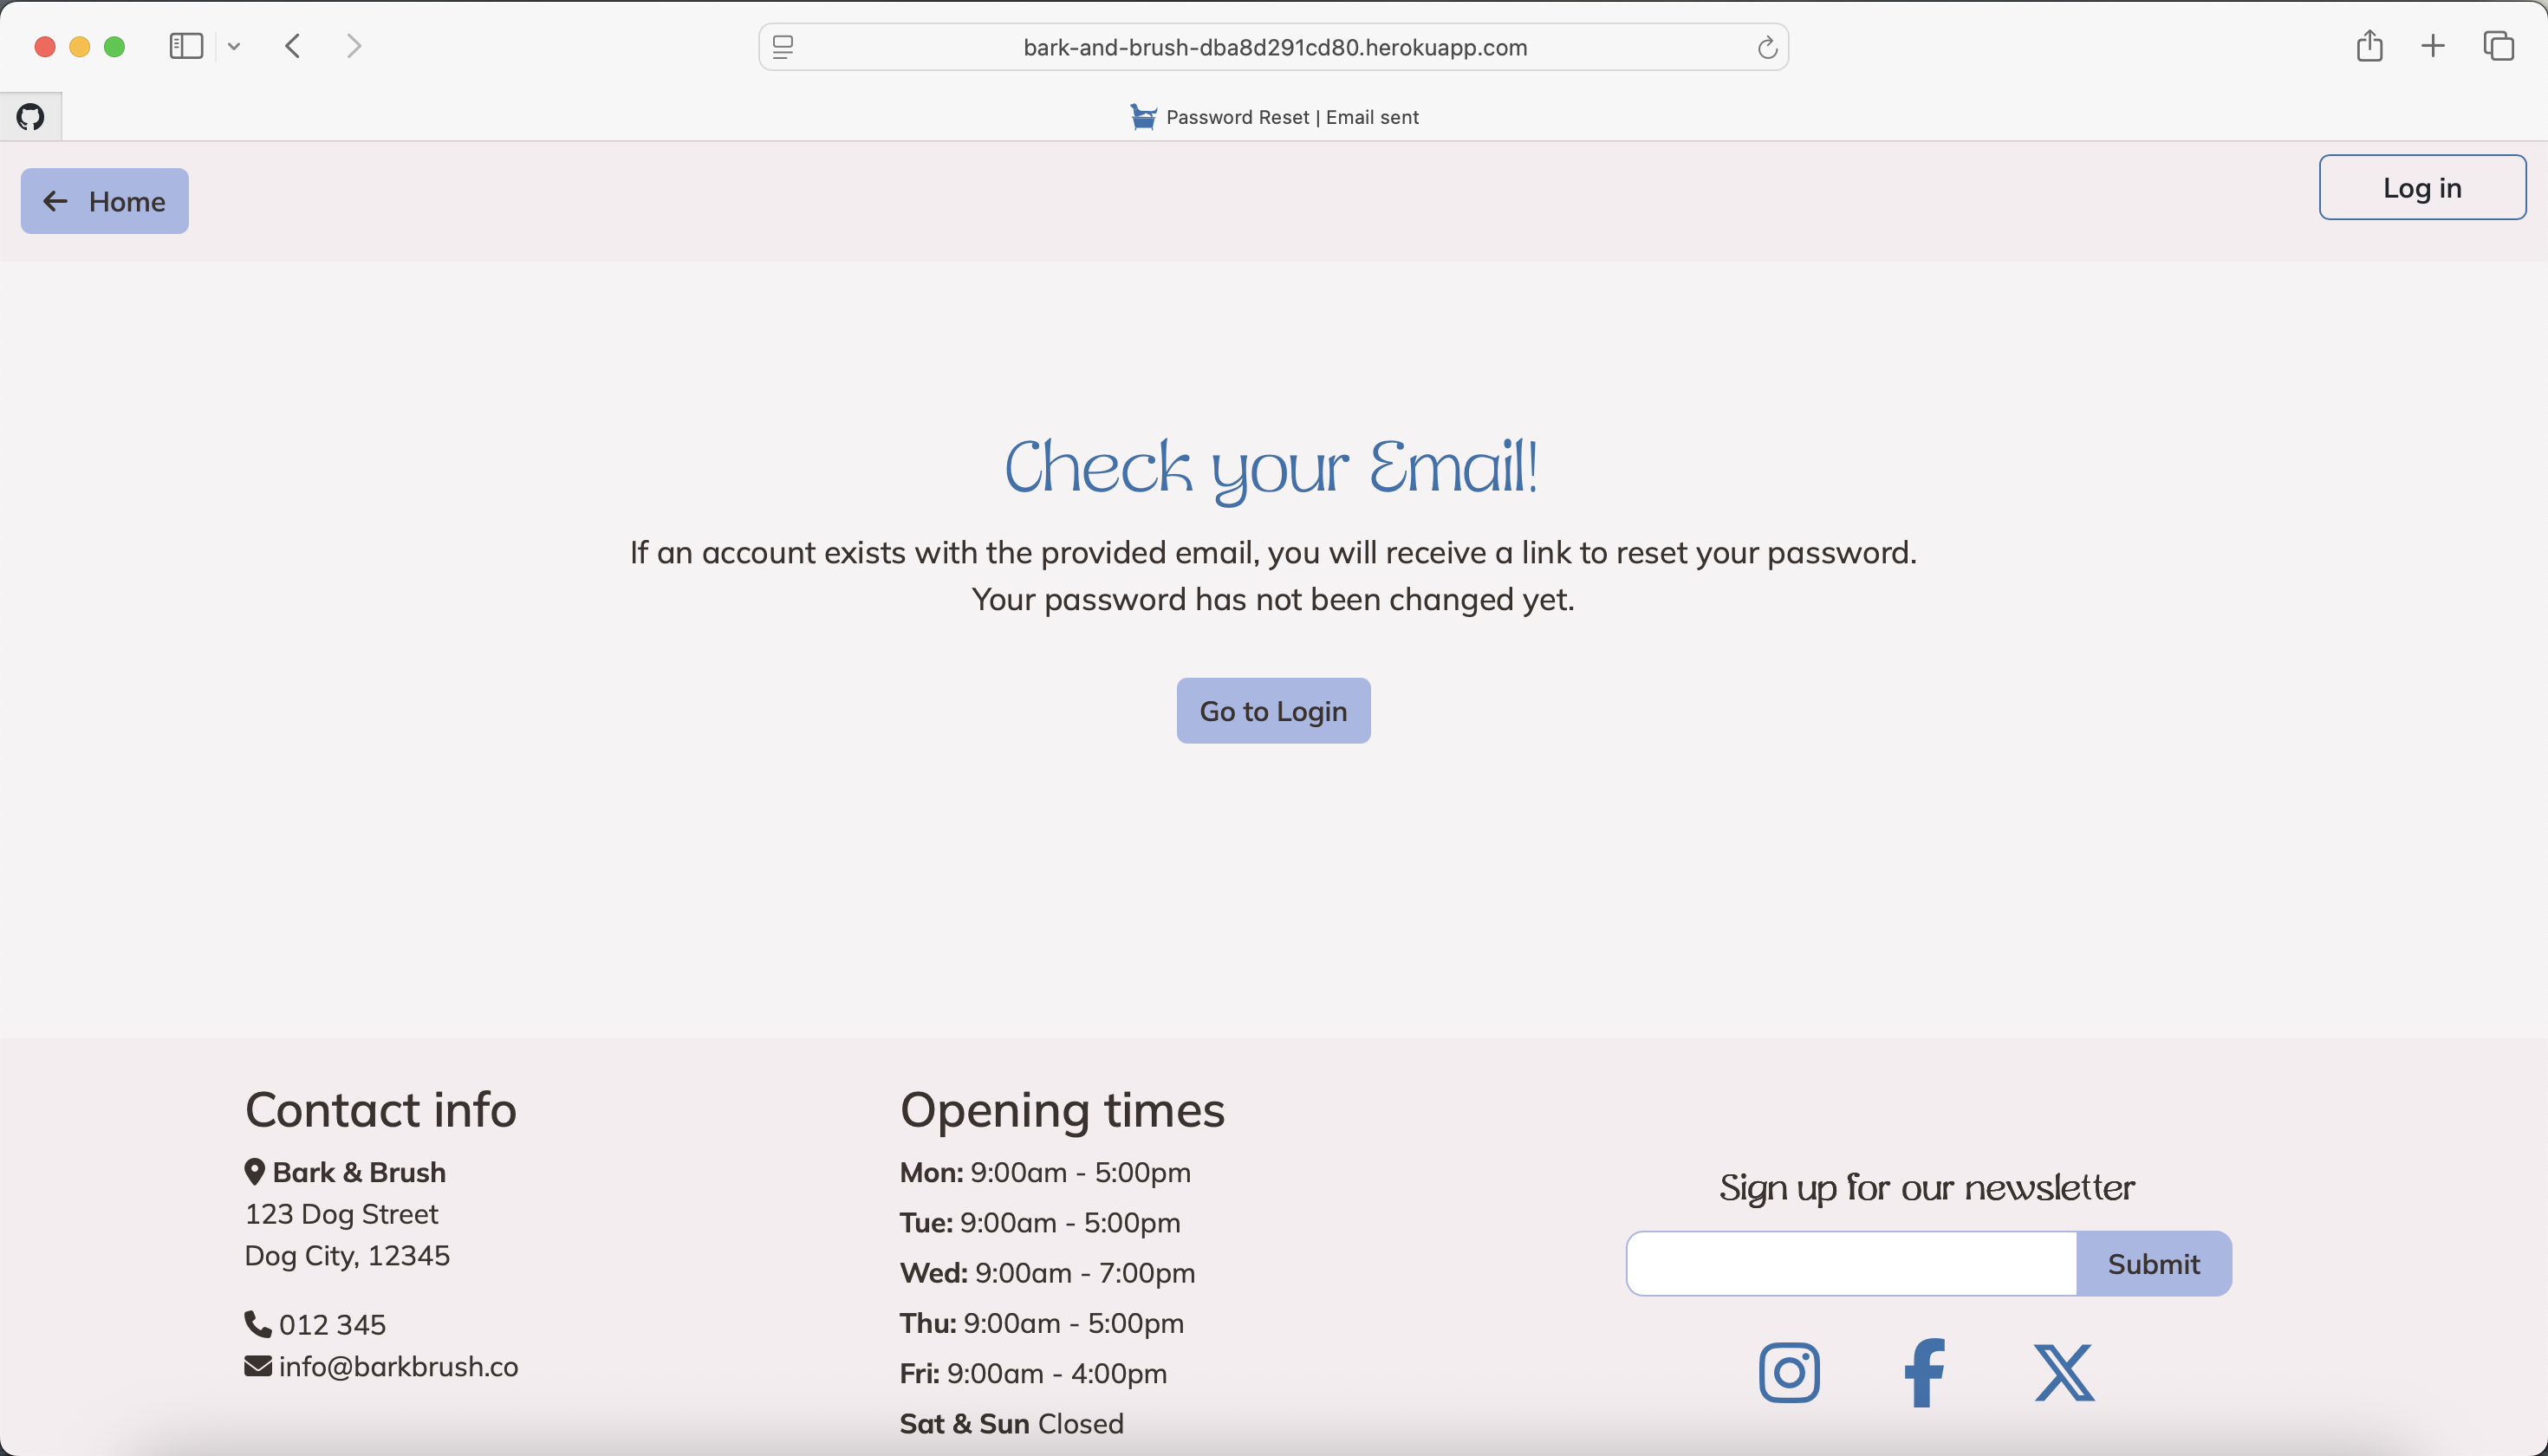 bark-and-brush-dba8d291cd80.herokuapp.com
Password Reset | Email sent
Home
Log in
Check your Email!
If an account exists with the provided email, you will receive a link to reset your password.
Your password has not been changed yet.
Go to Login
Contact info
Bark & Brush
123 Dog Street
Dog City, 12345
012 345
info@barkbrush.co
Opening times
Mon: 9:00am - 5:00pm
Tue: 9:00am - 5:00pm
Wed: 9:00am - 7:00pm
Thu: 9:00am - 5:00pm
Fri: 9:00am - 4:00pm
Sat & Sun Closed
Sign up for our newsletter
Submit